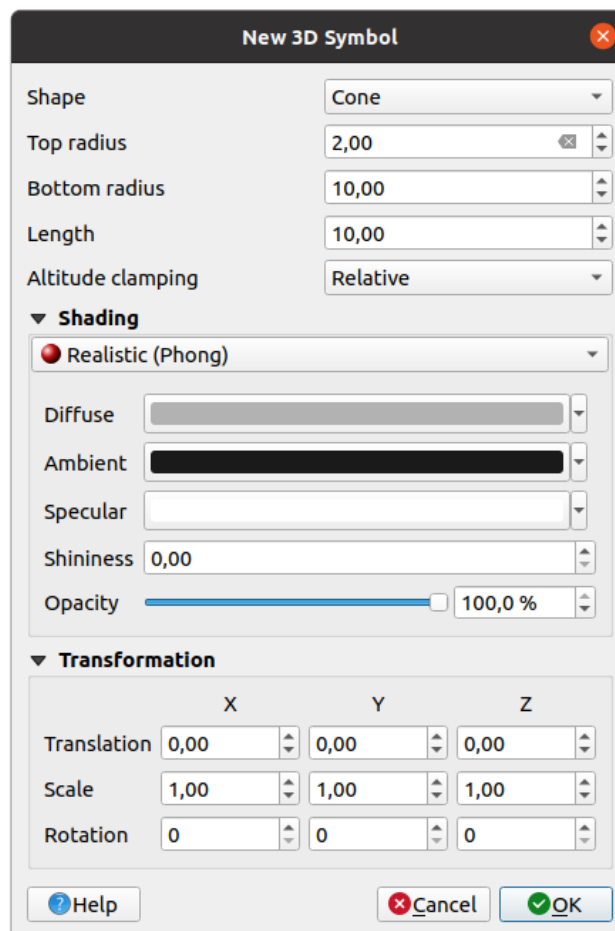 New 3D Symbol
Shape Cone
Top radius 2,00
Bottom radius 10,00
Length 10,00
Altitude clamping Relative
Shading
Realistic (Phong)
Diffuse
Ambient
Specular
Shininess 0,00
Opacity 100,0 %
Transformation
X Y Z
Translation 0,00 0,00 0,00
Scale 1,00 1,00 1,00
Rotation 0 0 0
Help Cancel OK